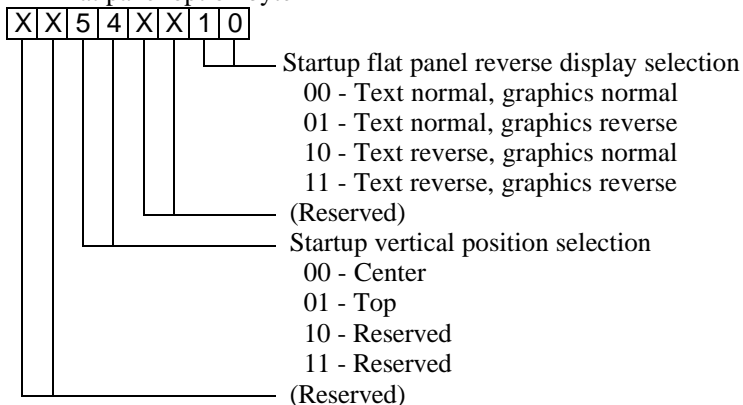 X X 5 4 X X 1 0
Startup flat panel reverse display selection
00 - Text normal, graphics normal
01 - Text normal, graphics reverse
10 - Text reverse, graphics normal
11 - Text reverse, graphics reverse
(Reserved)
Startup vertical position selection
00 - Center
01 - Top
10 - Reserved
11 - Reserved
(Reserved)